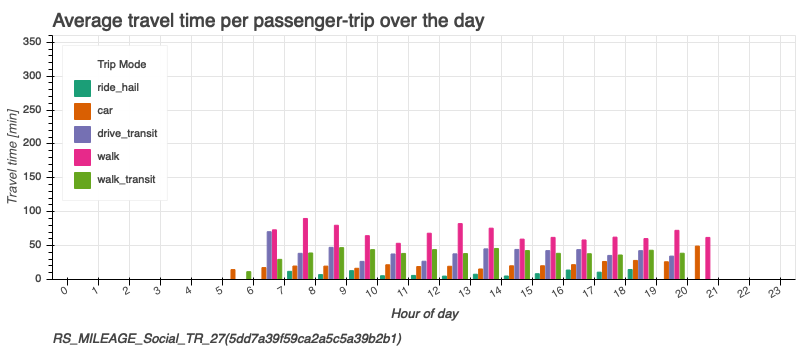 Average travel time per passenger-trip over the day
Travel time [min]
350
300
250
200
150
100
50
0
Trip Mode
ride_hail
car
drive_transit
walk
walk_transit
0 1 2 3 4 5 6 7 8 9 10 11 12 13 14 15 16 17 18 19 20 21 22 23
Hour of day
RS_MILEAGE_Social_TR_27(5dd7a39f59ca2a5c5a39b2b1)